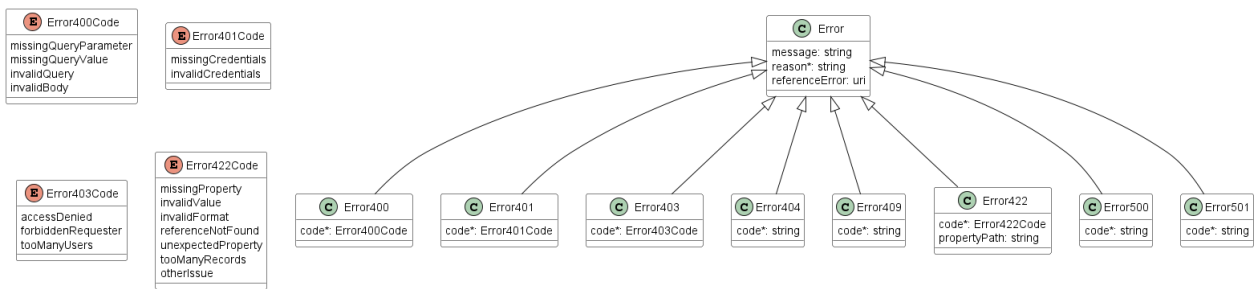 E Error400Code
missingQueryParameter
missingQueryValue
invalidQuery
invalidBody
E Error401Code
missingCredentials
invalidCredentials
C Error
message: string
reason*: string
referenceError: uri
E Error403Code
accessDenied
forbiddenRequester
tooManyUsers
E Error422Code
missingProperty
invalidValue
invalidFormat
referenceNotFound
unexpectedProperty
tooManyRecords
otherIssue
C Error400
code*: Error400Code
C Error401
code*: Error401Code
C Error403
code*: Error403Code
C Error404
code*: string
C Error409
code*: string
C Error422
code*: Error422Code
propertyPath: string
C Error500
code*: string
C Error501
code*: string